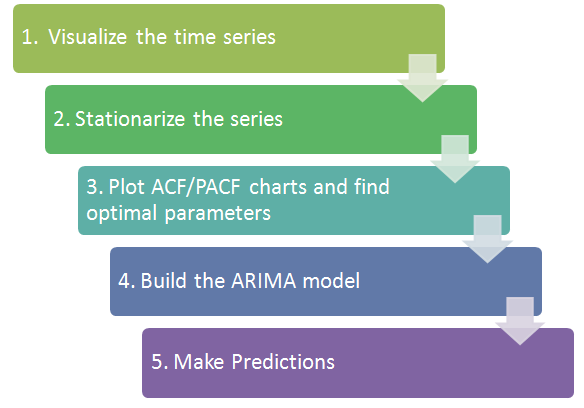 1. Visualize the time series
2. Stationarize the series
3. Plot ACF/PACF charts and find
optimal parameters
4. Build the ARIMA model
5. Make Predictions